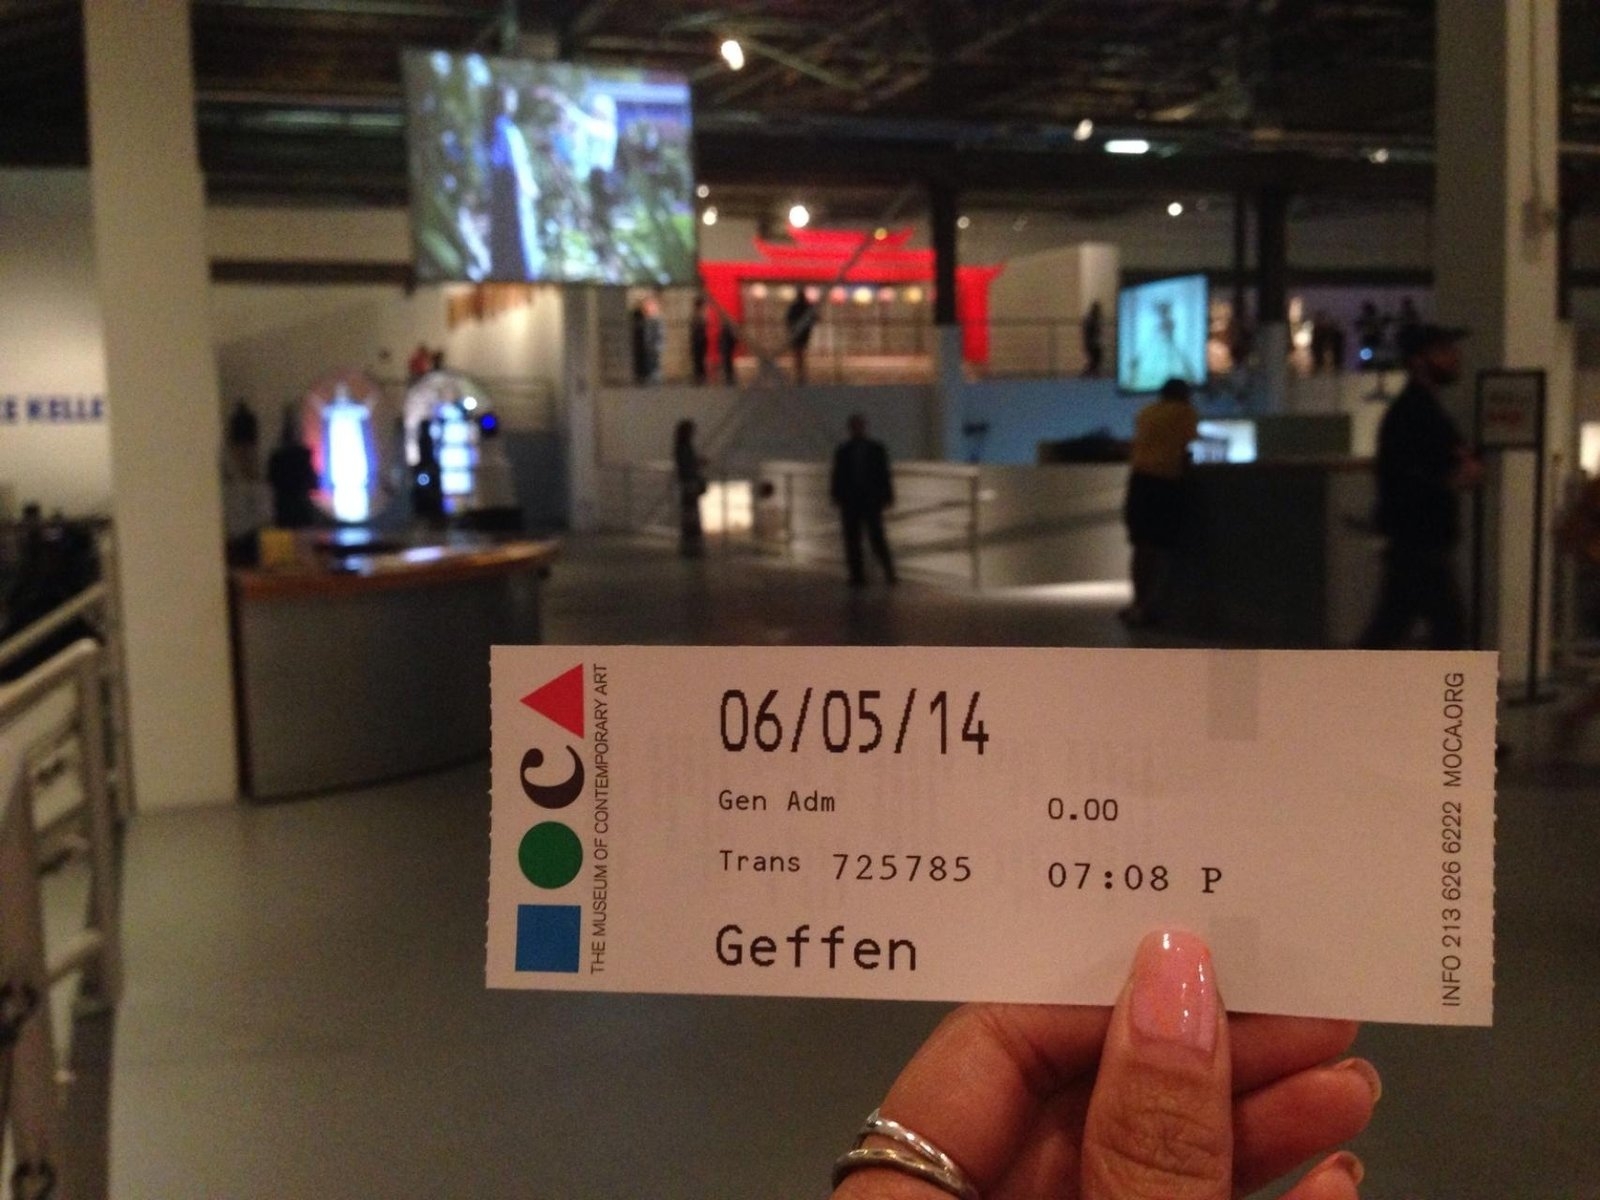 KELLE
MOCA
THE MUSEUM OF CONTEMPORARY ART
06/05/14
Gen Adm 0.00
Trans 725785 07:08 P
Geffen
INFO 213 626 6222 MOCA.ORG